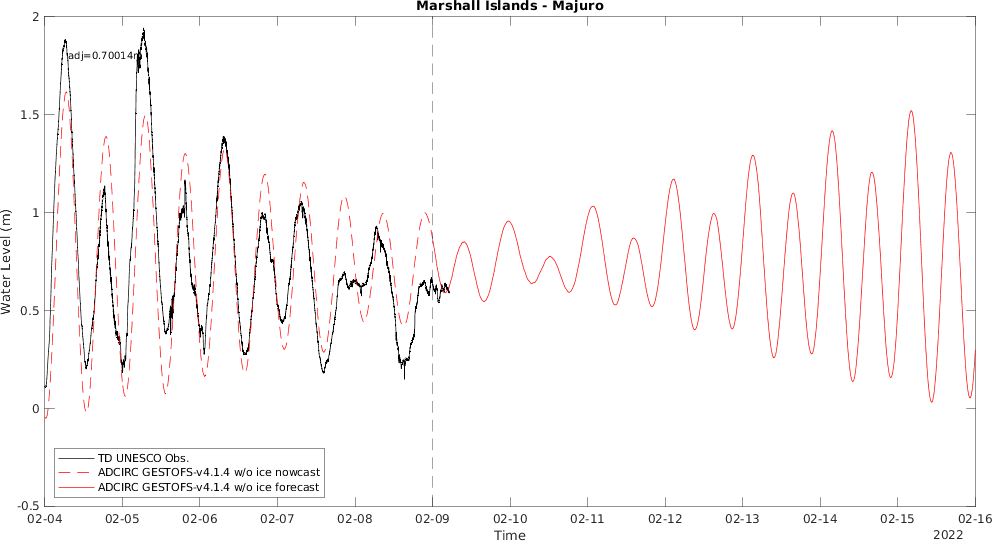 Marshall Islands - Majuro
adj=0.70014m
Water Level (m)
2
1.5
1
0.5
0
-0.5
TD UNESCO Obs.
ADCIRC GESTOFS-v4.1.4 w/o ice nowcast
ADCIRC GESTOFS-v4.1.4 w/o ice forecast
02-04 02-05 02-06 02-07 02-08 02-09 02-10 02-11 02-12 02-13 02-14 02-15 02-16
Time
2022